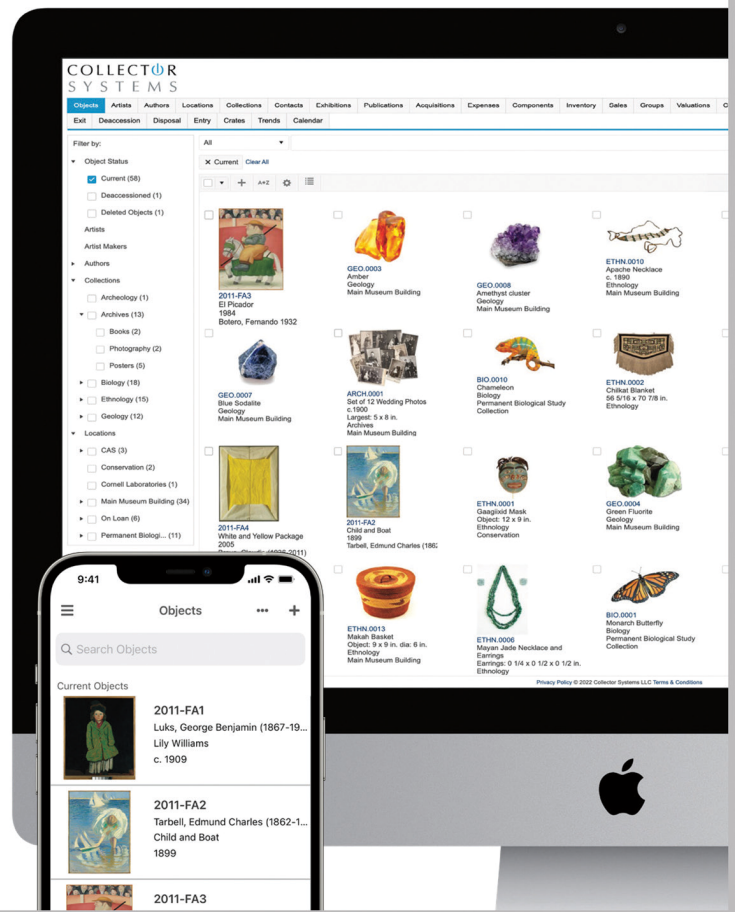 COLLECTOR
SYSTEMS
Objects Artists Authors Locations Collections Contacts Exhibitions Publications Acquisitions Expenses Components Inventory Sales Groups Valuations C
Exit Deaccession Disposal Entry Crates Trends Calendar
Filter by:
Object Status
Current (58)
Deaccessioned (1)
Deleted Objects (1)
Artists
Artist Makers
Authors
Collections
Archeology (1)
Archives (13)
Books (2)
Photography (2)
Posters (5)
Biology (18)
Ethnology (15)
Geology (12)
Locations
CAS (3)
Conservation (2)
Cornell Laboratories (1)
Main Museum Building (34)
On Loan (6)
Permanent Biologi... (11)
All
× Current Clear All
A⇄Z
2011-FA3
El Picador
1984
Botero, Fernando 1932
GEO.0003
Amber
Geology
Main Museum Building
GEO.0008
Amethyst cluster
Geology
Main Museum Building
ETHN.0010
Apache Necklace
c. 1890
Ethnology
Main Museum Building
GEO.0007
Blue Sodalite
Geology
Main Museum Building
ARCH.0001
Set of 12 Wedding Photos
c.1900
Largest: 5 x 8 in.
Archives
Main Museum Building
BIO.0010
Chameleon
Biology
Permanent Biological Study
Collection
ETHN.0002
Chilkat Blanket
56 5/16 x 70 7/8 in.
Ethnology
2011-FA4
White and Yellow Package
2005
2011-FA2
Child and Boat
1899
Tarbell, Edmund Charles (1862
ETHN.0001
Gaagiixid Mask
Object: 12 x 9 in.
Ethnology
Conservation
GEO.0004
Green Fluorite
Geology
Main Museum Building
ETHN.0013
Makah Basket
Object: 9 x 9 in. dia: 6 in.
Ethnology
Main Museum Building
ETHN.0006
Mayan Jade Necklace and
Earrings
Earrings: 0 1/4 x 0 1/2 x 0 1/2 in.
Ethnology
BIO.0001
Monarch Butterfly
Biology
Permanent Biological Study
Collection
Privacy Policy © 2022 Collector Systems LLC Terms & Conditions
9:41
Objects
Search Objects
Current Objects
2011-FA1
Luks, George Benjamin (1867-19...
Lily Williams
c. 1909
2011-FA2
Tarbell, Edmund Charles (1862-1...
Child and Boat
1899
2011-FA3